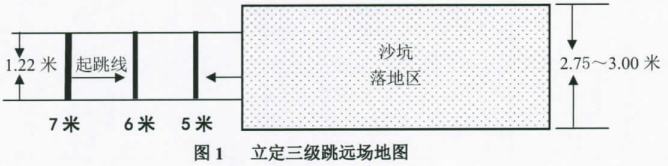 沙坑
落地区
1.22 米
起跳线
2.75～3.00 米
7米
6米
5米
图 1 立定三级跳远场地图